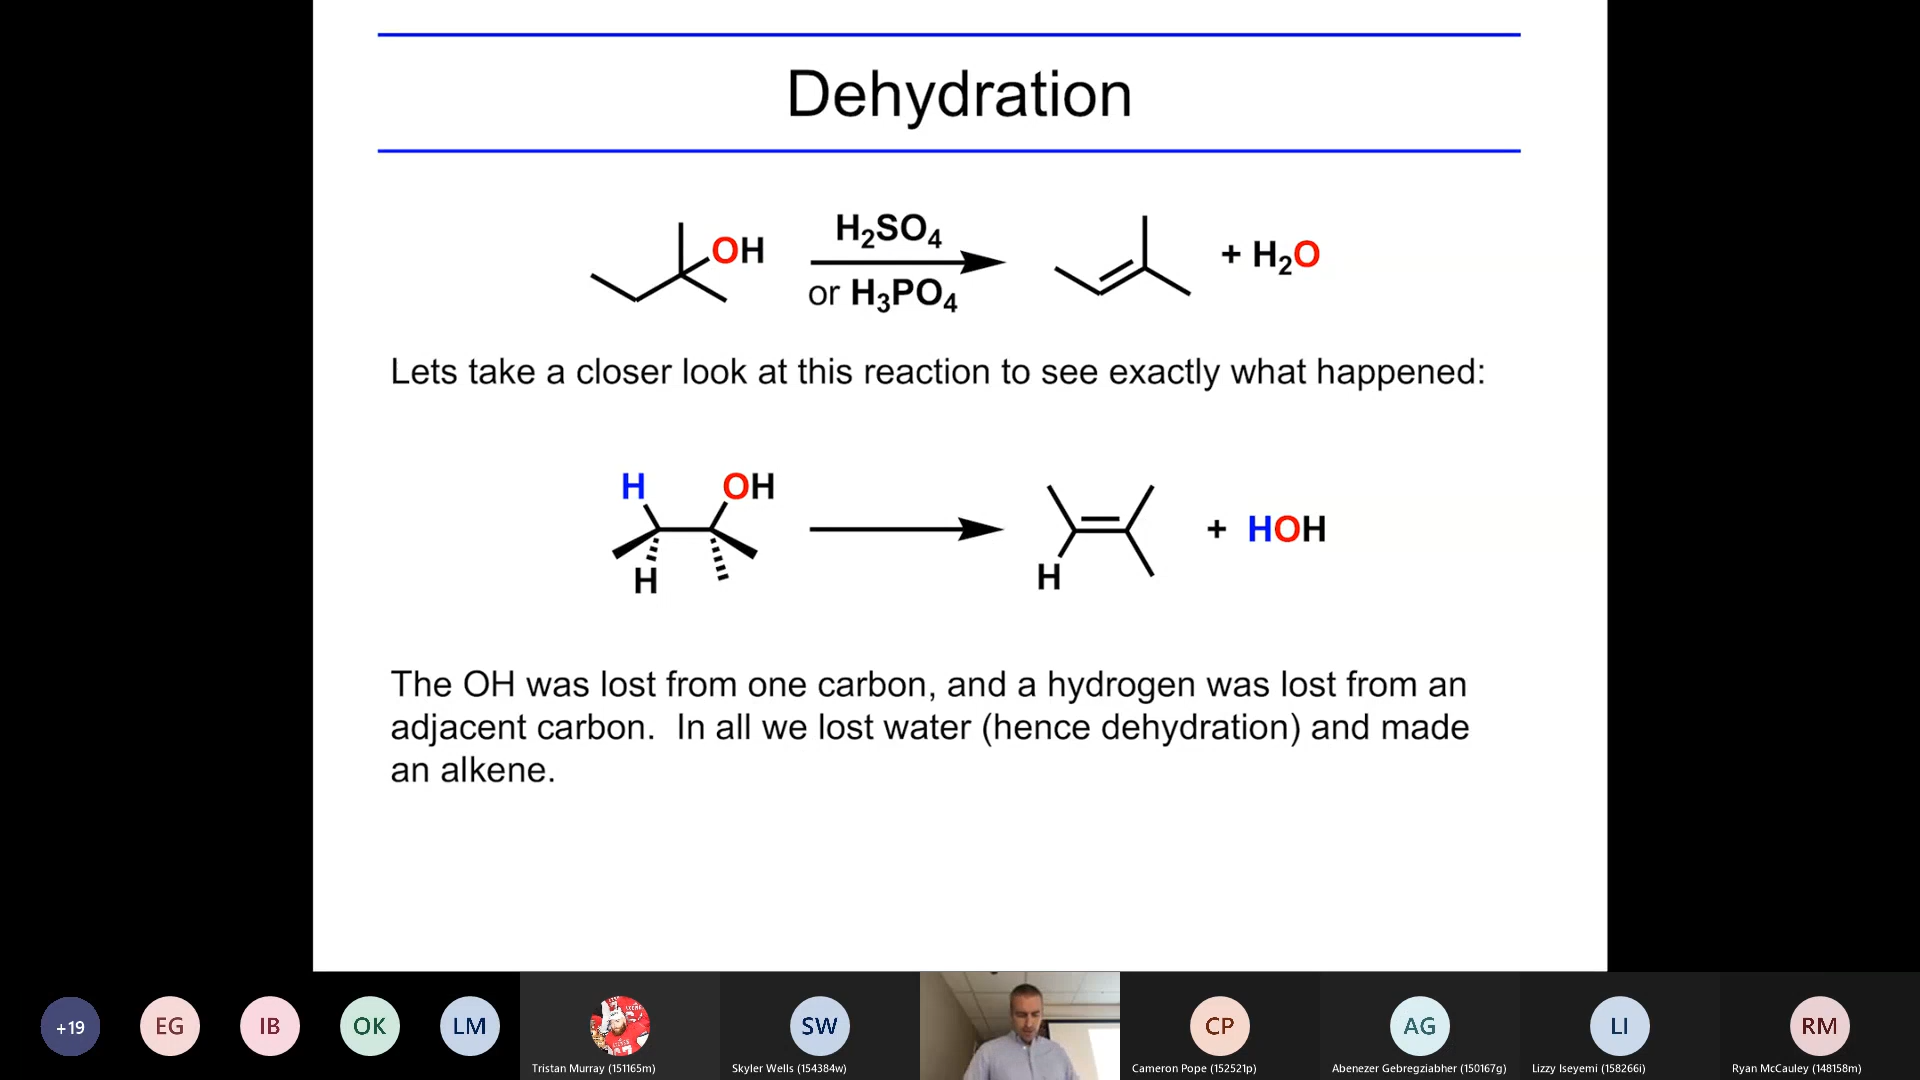 Dehydration
OH
H₂SO₄
or H₃PO₄
+ H₂O
Lets take a closer look at this reaction to see exactly what happened:
H OH
H
H
+ HOH
The OH was lost from one carbon, and a hydrogen was lost from an
adjacent carbon. In all we lost water (hence dehydration) and made
an alkene.
+19 EG IB OK LM SW CP AG LI RM
Tristan Murray (151165m) Skyler Wells (154384w) Cameron Pope (152521p) Abenezer Gebregziabher (150167g) Lizzy Iseyemi (158266i) Ryan McCauley (148158m)